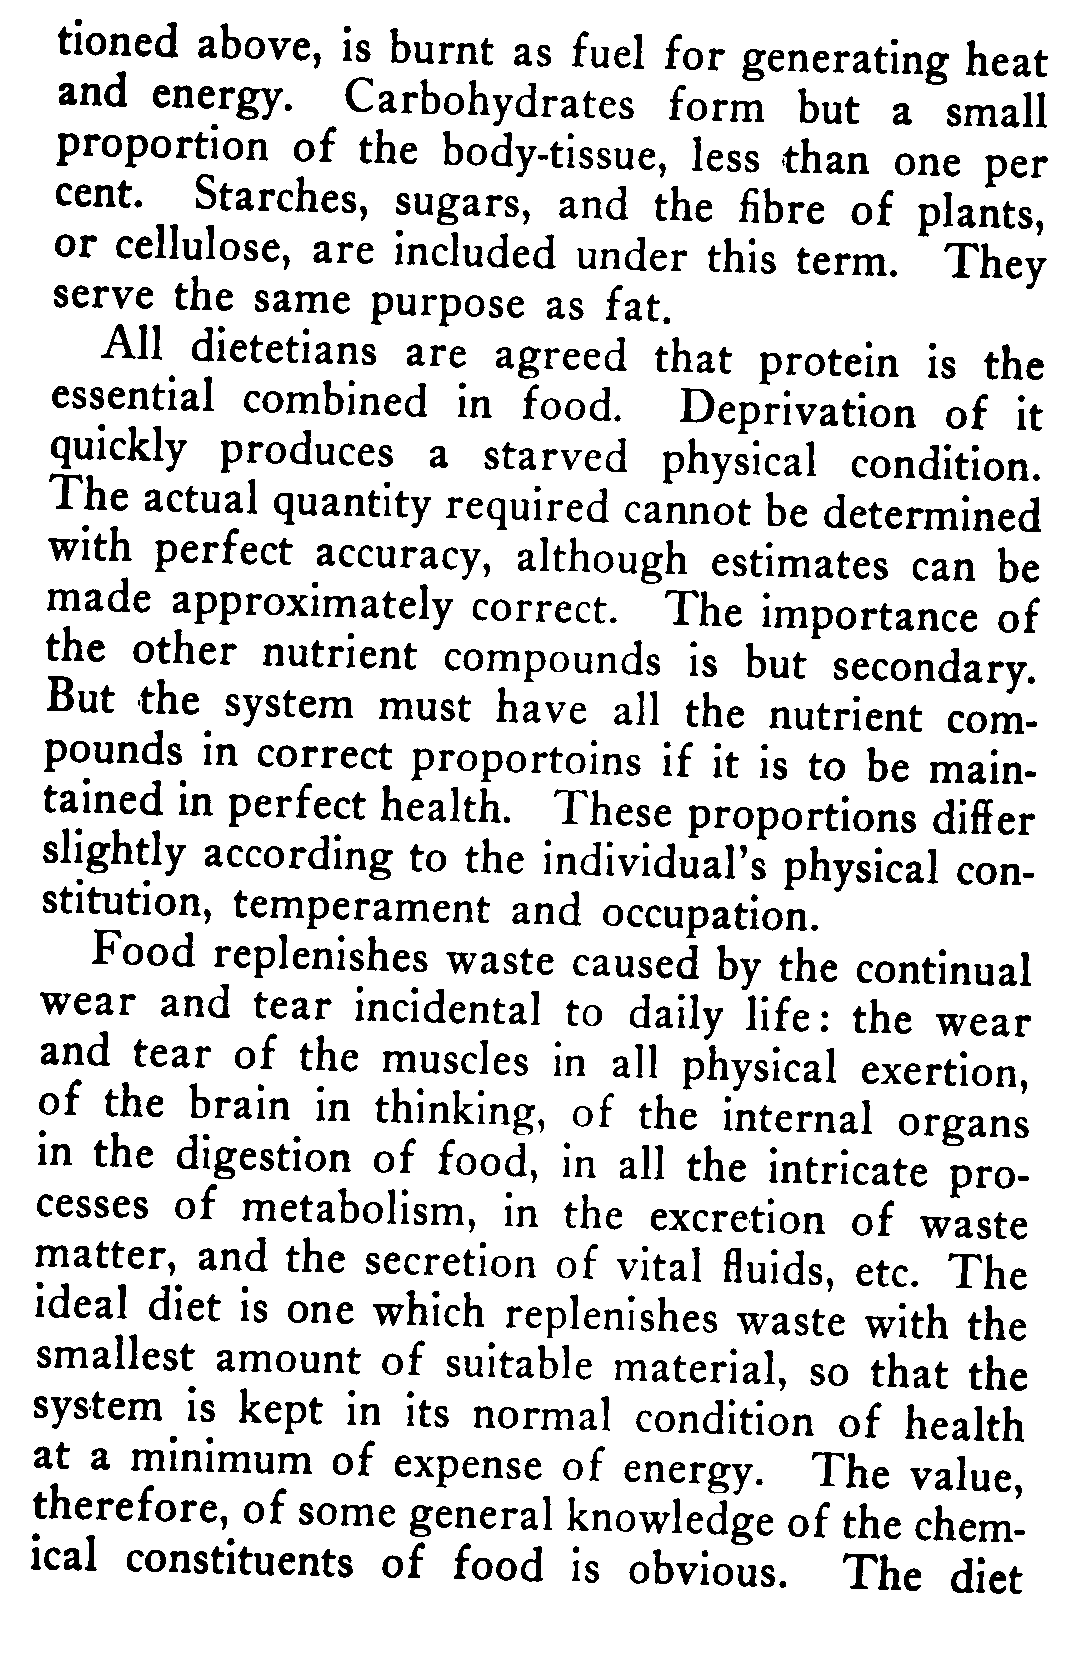 tioned above, is burnt as fuel for generating heat
and energy. Carbohydrates form but a small
proportion of the body-tissue, less than one per
cent. Starches, sugars, and the fibre of plants,
or cellulose, are included under this term. They
serve the same purpose as fat.
All dietetians are agreed that protein is the
essential combined in food. Deprivation of it
quickly produces a starved physical condition.
The actual quantity required cannot be determined
with perfect accuracy, although estimates can be
made approximately correct. The importance of
the other nutrient compounds is but secondary.
But the system must have all the nutrient com-
pounds in correct proportoins if it is to be main-
tained in perfect health. These proportions differ
slightly according to the individual's physical con-
stitution, temperament and occupation.
Food replenishes waste caused by the continual
wear and tear incidental to daily life: the wear
and tear of the muscles in all physical exertion,
of the brain in thinking, of the internal organs
in the digestion of food, in all the intricate pro-
cesses of metabolism, in the excretion of waste
matter, and the secretion of vital fluids, etc. The
ideal diet is one which replenishes waste with the
smallest amount of suitable material, so that the
system is kept in its normal condition of health
at a minimum of expense of energy. The value,
therefore, of some general knowledge of the chem-
ical constituents of food is obvious. The diet